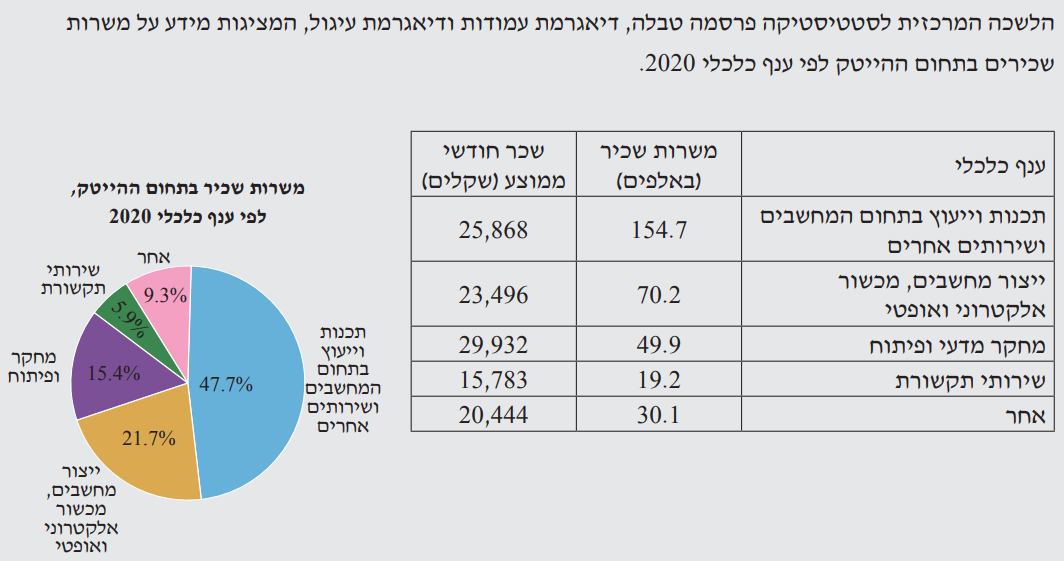 הלשכה המרכזית לסטטיסטיקה פרסמה טבלה, דיאגרמת עמודות ודיאגרמת עיגול, המציגות מידע על משרות
שכירים בתחום ההייטק לפי ענף כלכלי 2020.
ענף כלכלי
משרות שכיר
(באלפים)
שכר חודשי
ממוצע (שקלים)
תכנות וייעוץ בתחום המחשבים
ושירותים אחרים
154.7
25,868
ייצור מחשבים, מכשור
אלקטרוני ואופטי
70.2
23,496
מחקר מדעי ופיתוח
49.9
29,932
שירותי תקשורת
19.2
15,783
אחר
30.1
20,444
משרות שכיר בתחום ההייטק,
לפי ענף כלכלי 2020
תכנות
וייעוץ
בתחום
המחשבים
ושירותים
אחרים
47.7%
אחר
9.3%
שירותי
תקשורת
5.9%
מחקר
ופיתוח
15.4%
21.7%
ייצור
מחשבים,
מכשור
אלקטרוני
ואופטי